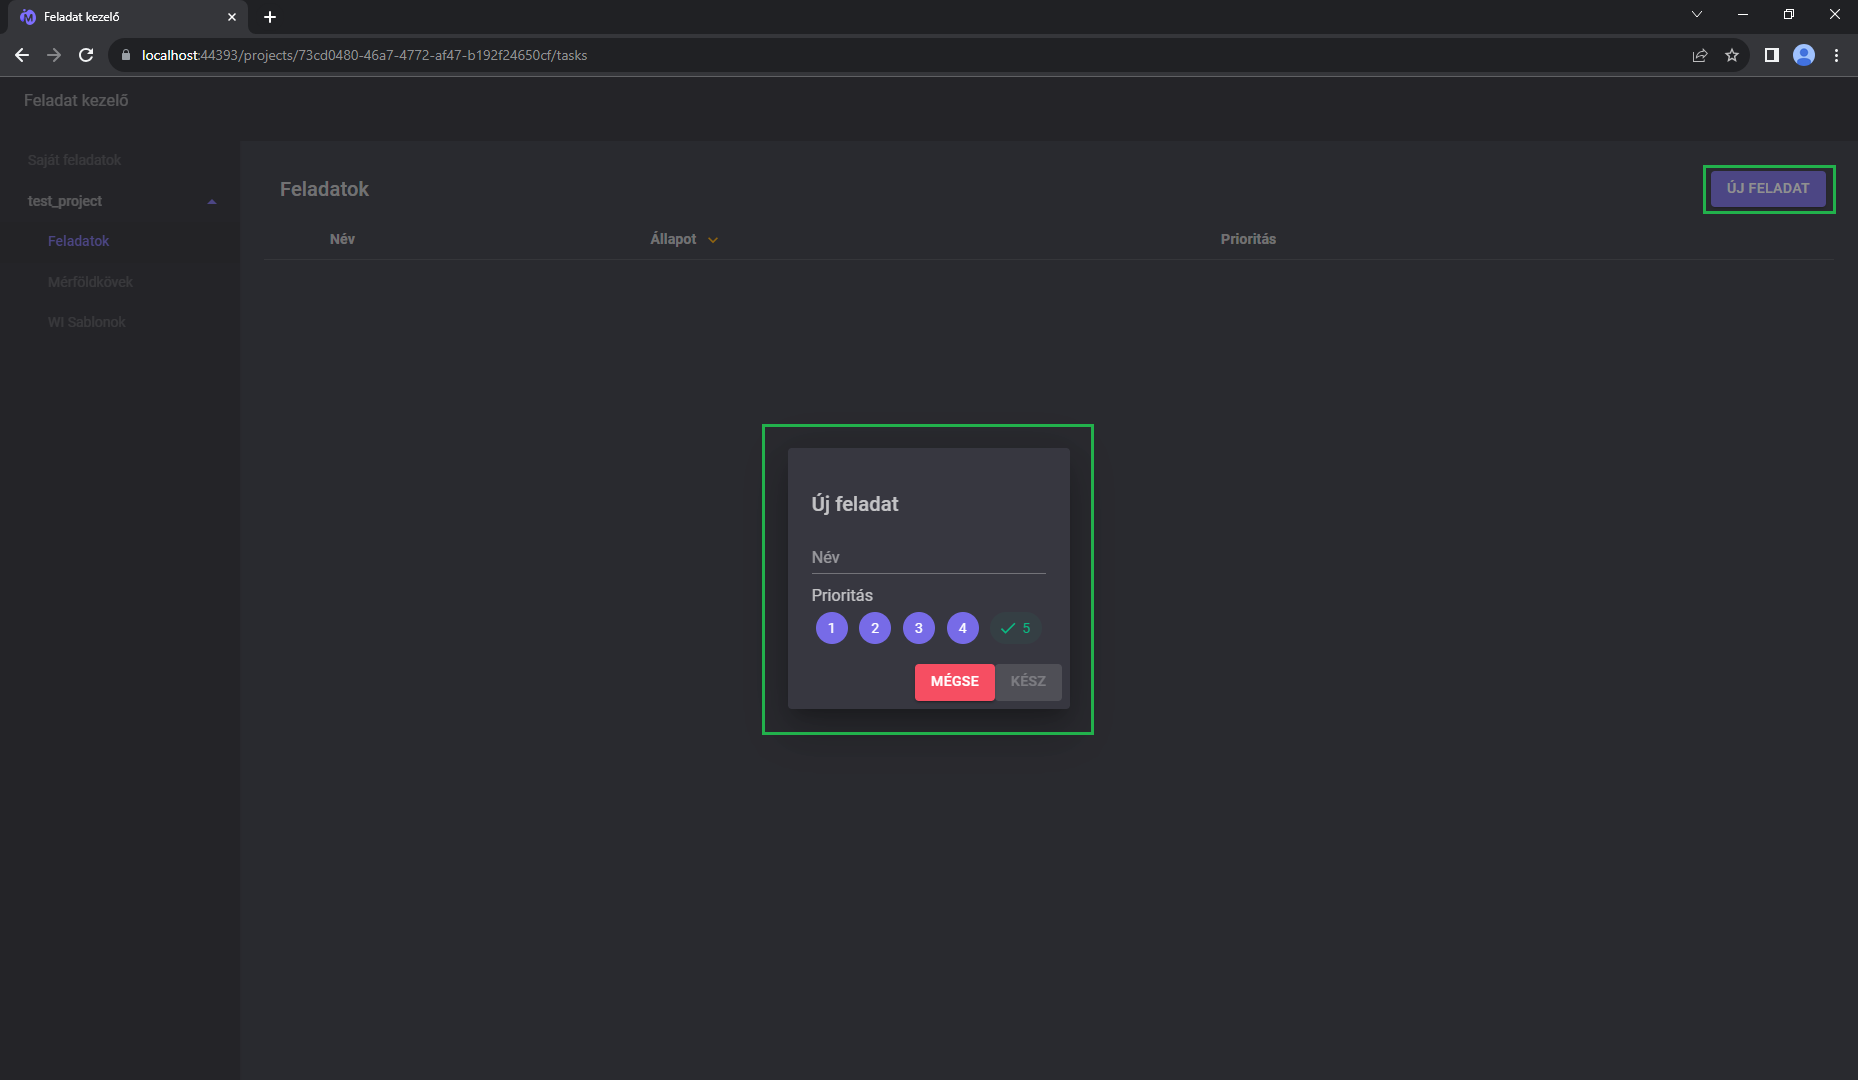 Feladat kezelő
localhost:44393/projects/73cd0480-46a7-4772-af47-b192f24650cf/tasks
Feladat kezelő
Saját feladatok
test_project
Feladatok
Mérföldkövek
WI Sablonok
Feladatok
ÚJ FELADAT
Név Állapot Prioritás
Új feladat
Név
Prioritás
1 2 3 4 5
MÉGSE KÉSZ